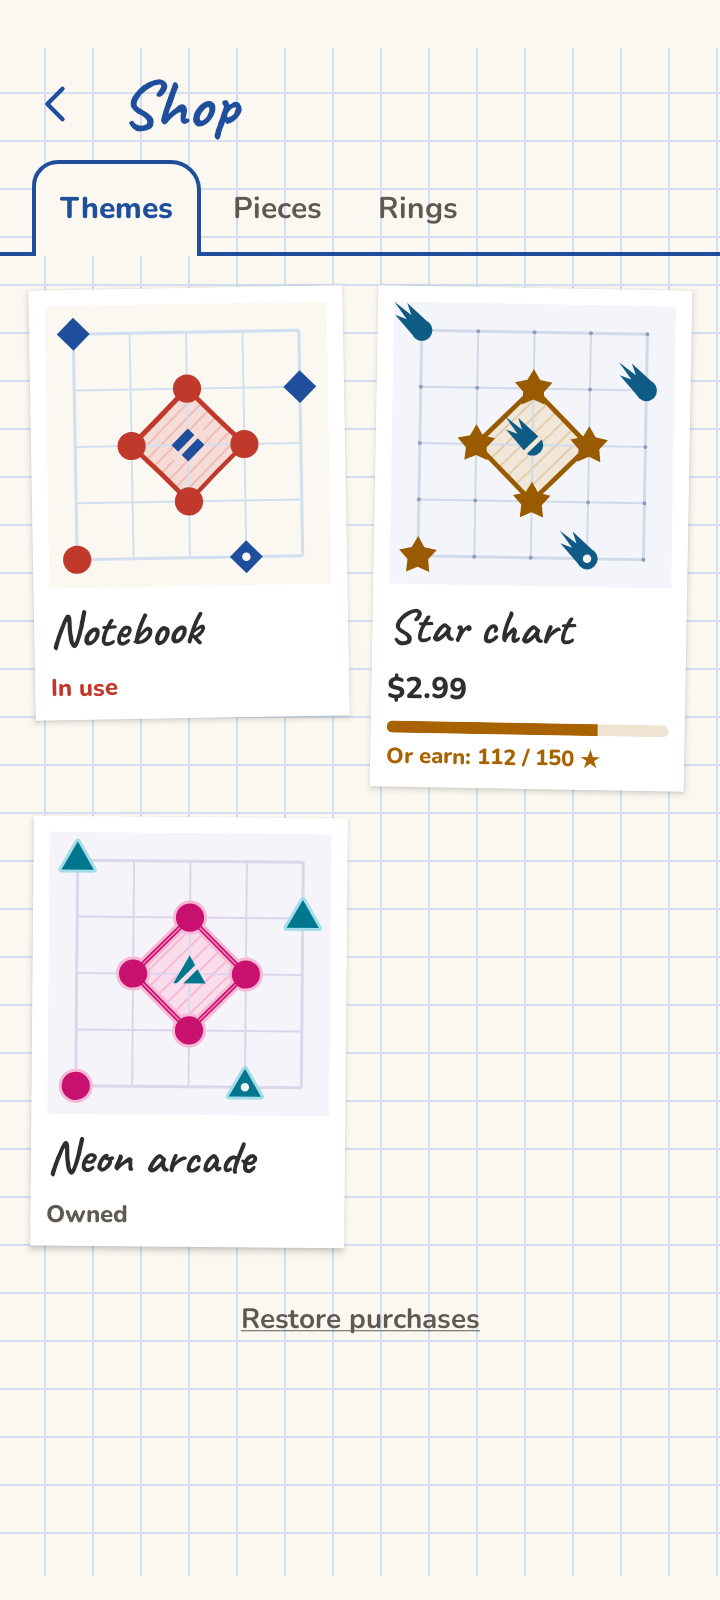 Shop
Themes
Pieces
Rings
Notebook
In use
Star chart
$2.99
Or earn: 112 / 150 ★
Neon arcade
Owned
Restore purchases